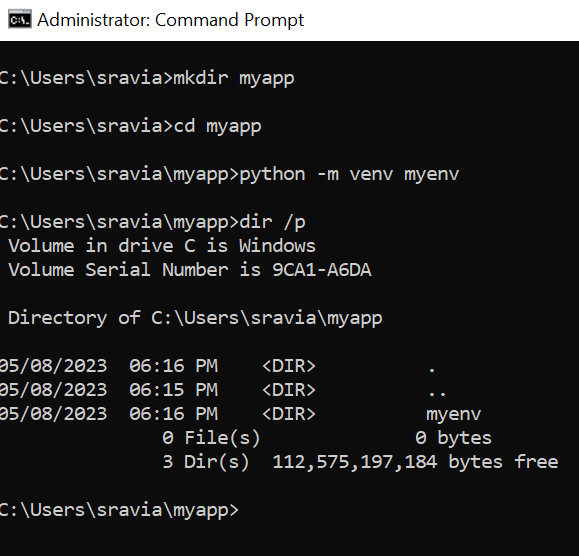 Administrator: Command Prompt
C:\Users\sravia>mkdir myapp
C:\Users\sravia>cd myapp
C:\Users\sravia\myapp>python -m venv myenv
C:\Users\sravia\myapp>dir /p
Volume in drive C is Windows
Volume Serial Number is 9CA1-A6DA
Directory of C:\Users\sravia\myapp
05/08/2023  06:16 PM    <DIR>          .
05/08/2023  06:15 PM    <DIR>          ..
05/08/2023  06:16 PM    <DIR>          myenv
0 File(s)              0 bytes
3 Dir(s)  112,575,197,184 bytes free
C:\Users\sravia\myapp>